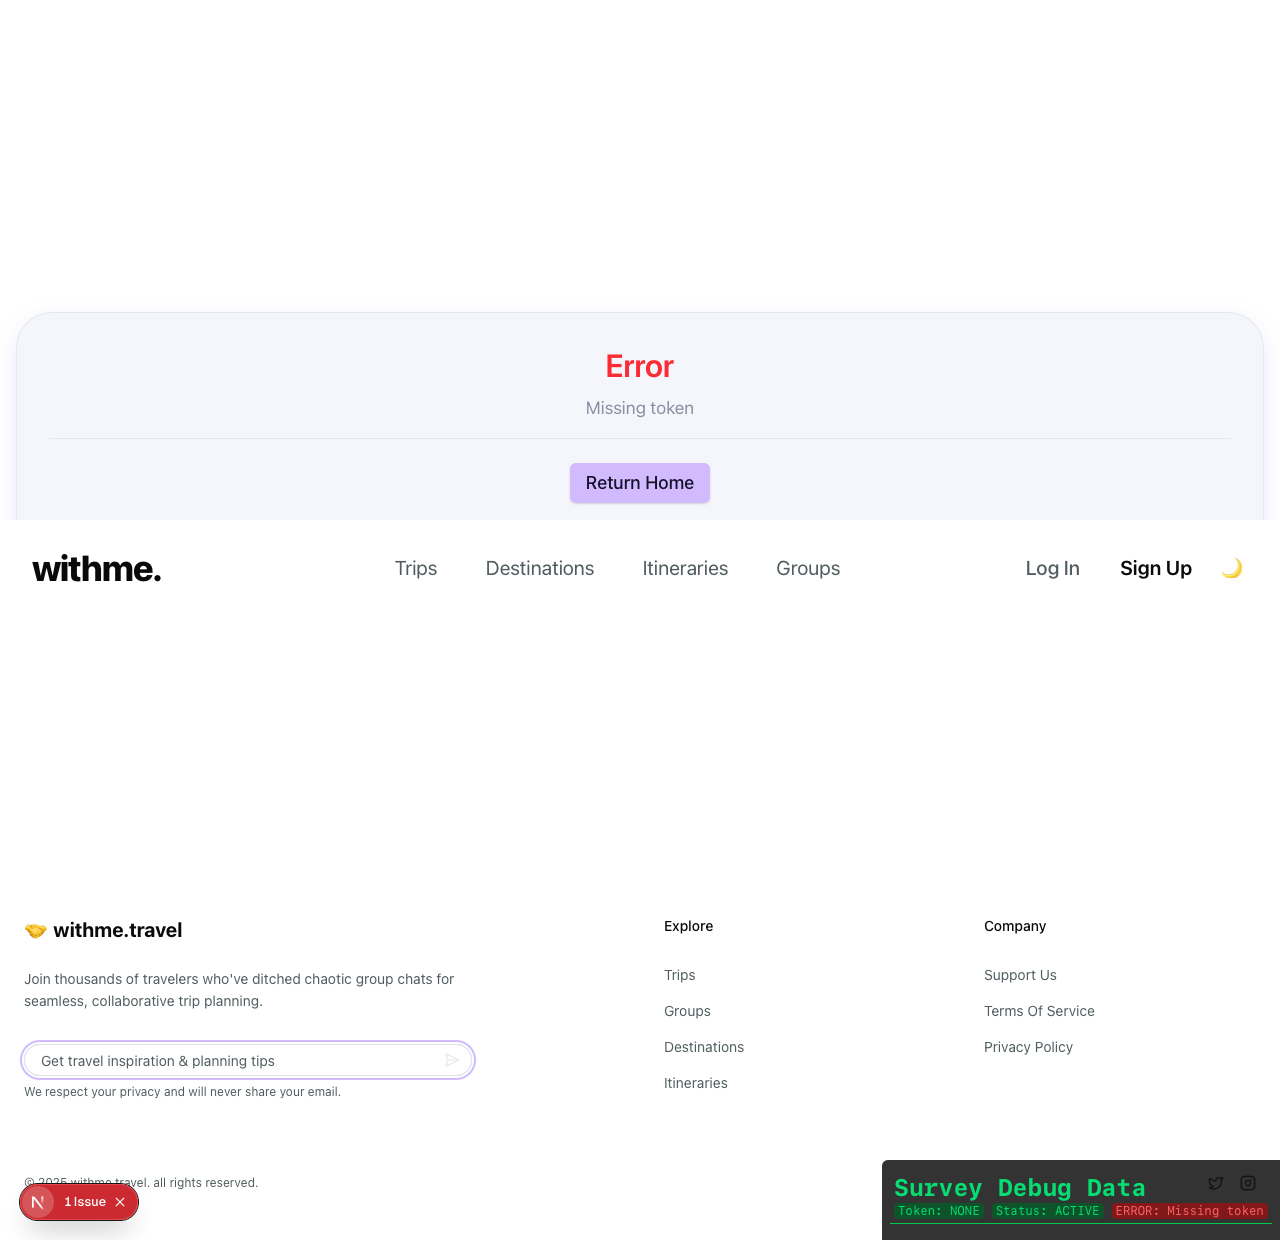 Error
Missing token
Return Home
withme.
Trips
Destinations
Itineraries
Groups
Log In
Sign Up
🤝 withme.travel
Join thousands of travelers who've ditched chaotic group chats for
seamless, collaborative trip planning.
Get travel inspiration & planning tips
We respect your privacy and will never share your email.
Explore
Trips
Groups
Destinations
Itineraries
Company
Support Us
Terms Of Service
Privacy Policy
© 2025 withme.travel. all rights reserved.
N 1 Issue
Survey Debug Data
Token: NONE Status: ACTIVE ERROR: Missing token